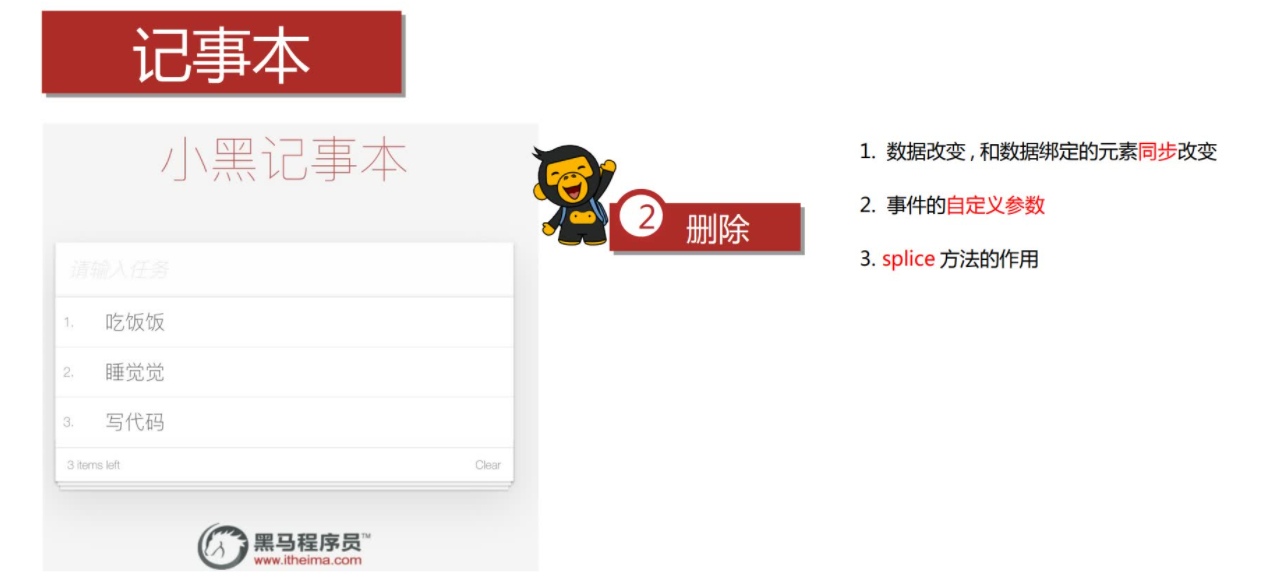 记事本
小黑记事本
请输入任务
1. 吃饭饭
2. 睡觉觉
3. 写代码
3 items left Clear
黑马程序员™
www.itheima.com
2 删除
1. 数据改变 , 和数据绑定的元素同步改变
2. 事件的自定义参数
3. splice 方法的作用